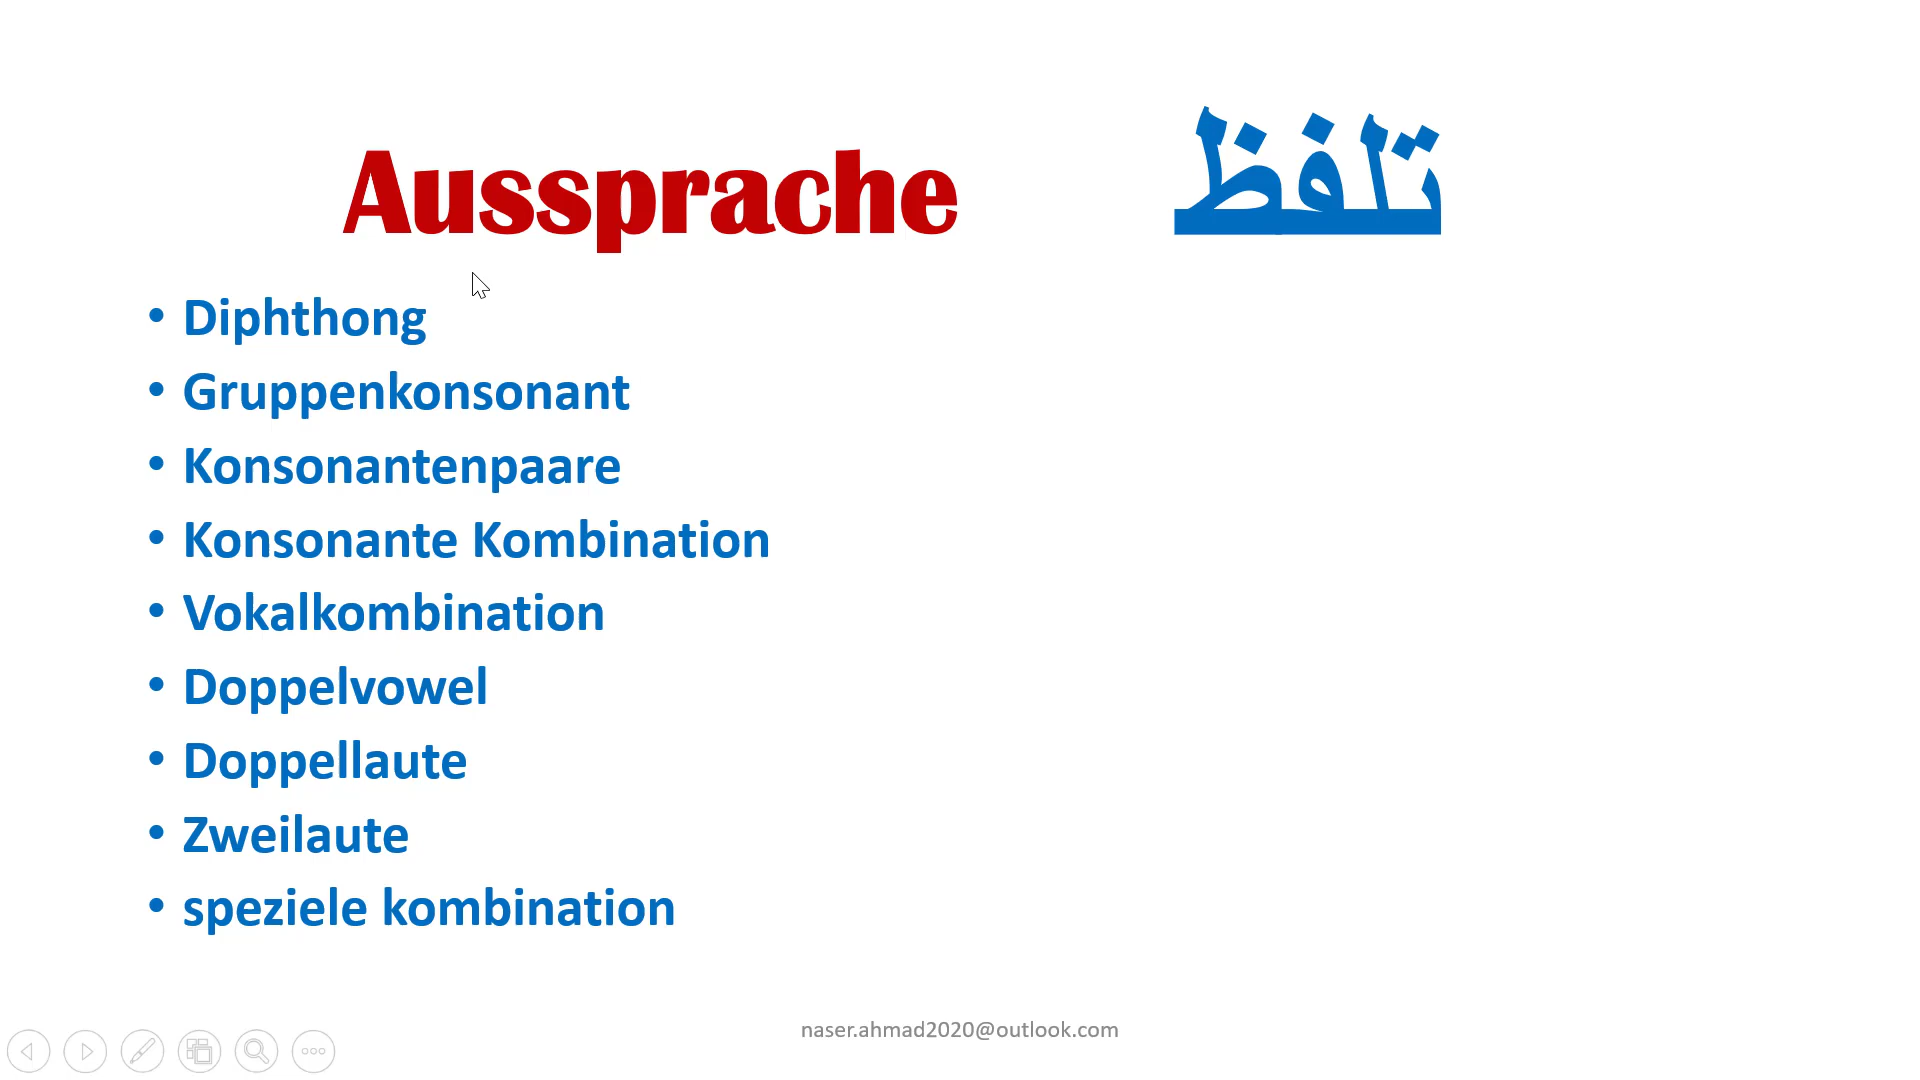 Aussprache تلفظ
• Diphthong
• Gruppenkonsonant
• Konsonantenpaare
• Konsonante Kombination
• Vokalkombination
• Doppelvowel
• Doppellaute
• Zweilaute
• speziele kombination
naser.ahmad2020@outlook.com